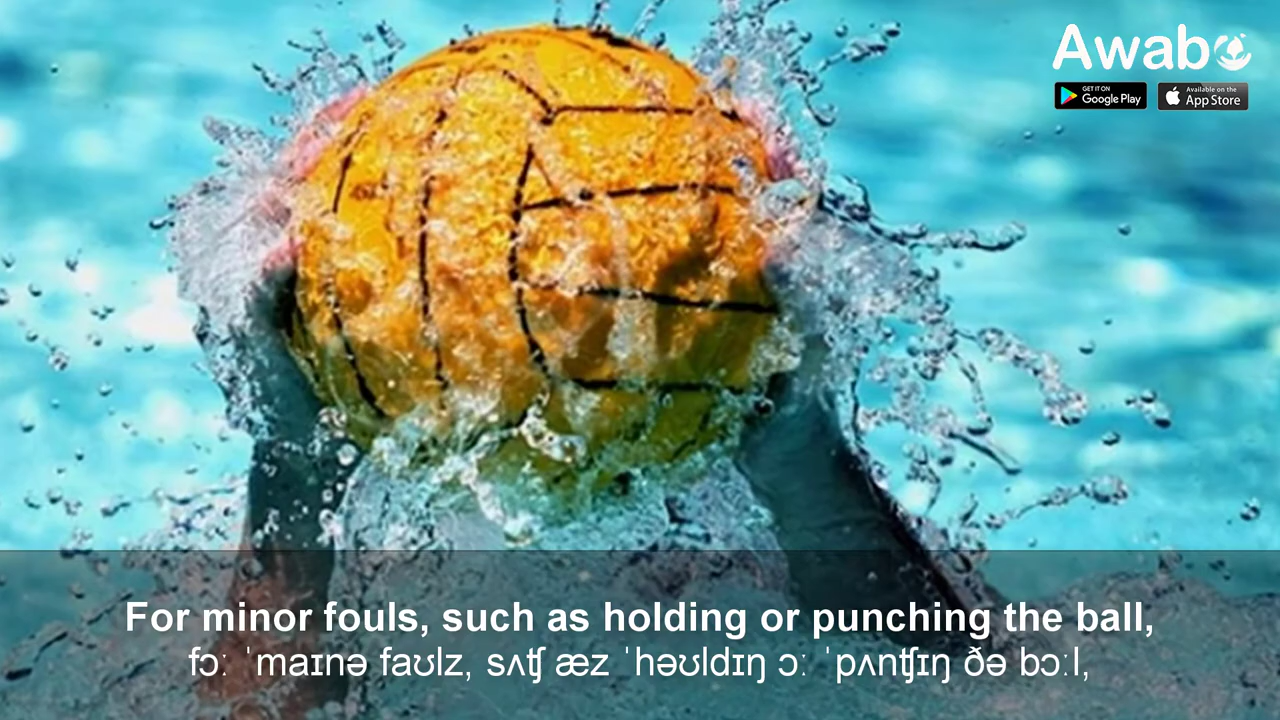 Awabe
GET IT ON
Google Play
Available on the
App Store
For minor fouls, such as holding or punching the ball,
fɔː ˈmaɪnə faʊlz, sʌʧ æz ˈhəʊldɪŋ ɔː ˈpʌnʧɪŋ ðə bɔːl,